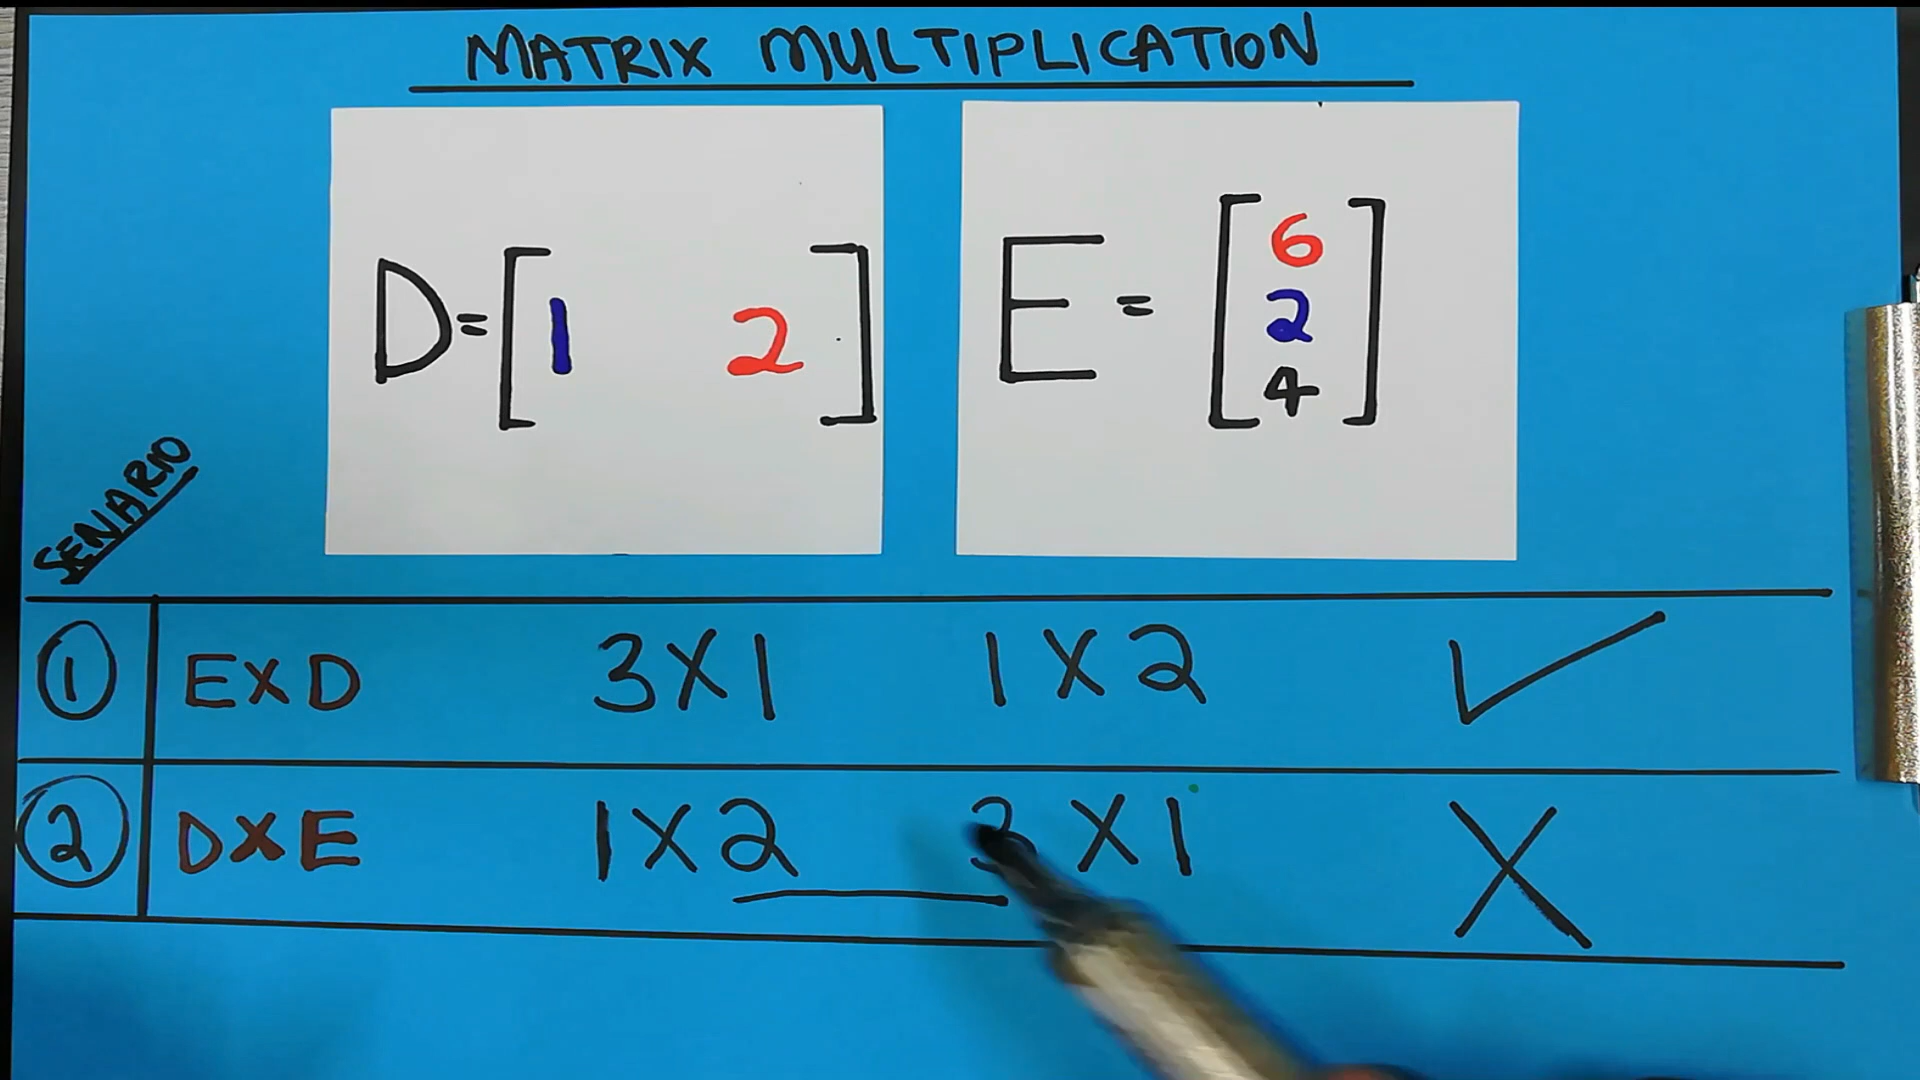 MATRIX MULTIPLICATION
D = [1 2]
E = [6
2
4]
SENARIO
1 EXD 3X1 1X2 ✓
2 DXE 1X2 3X1 X